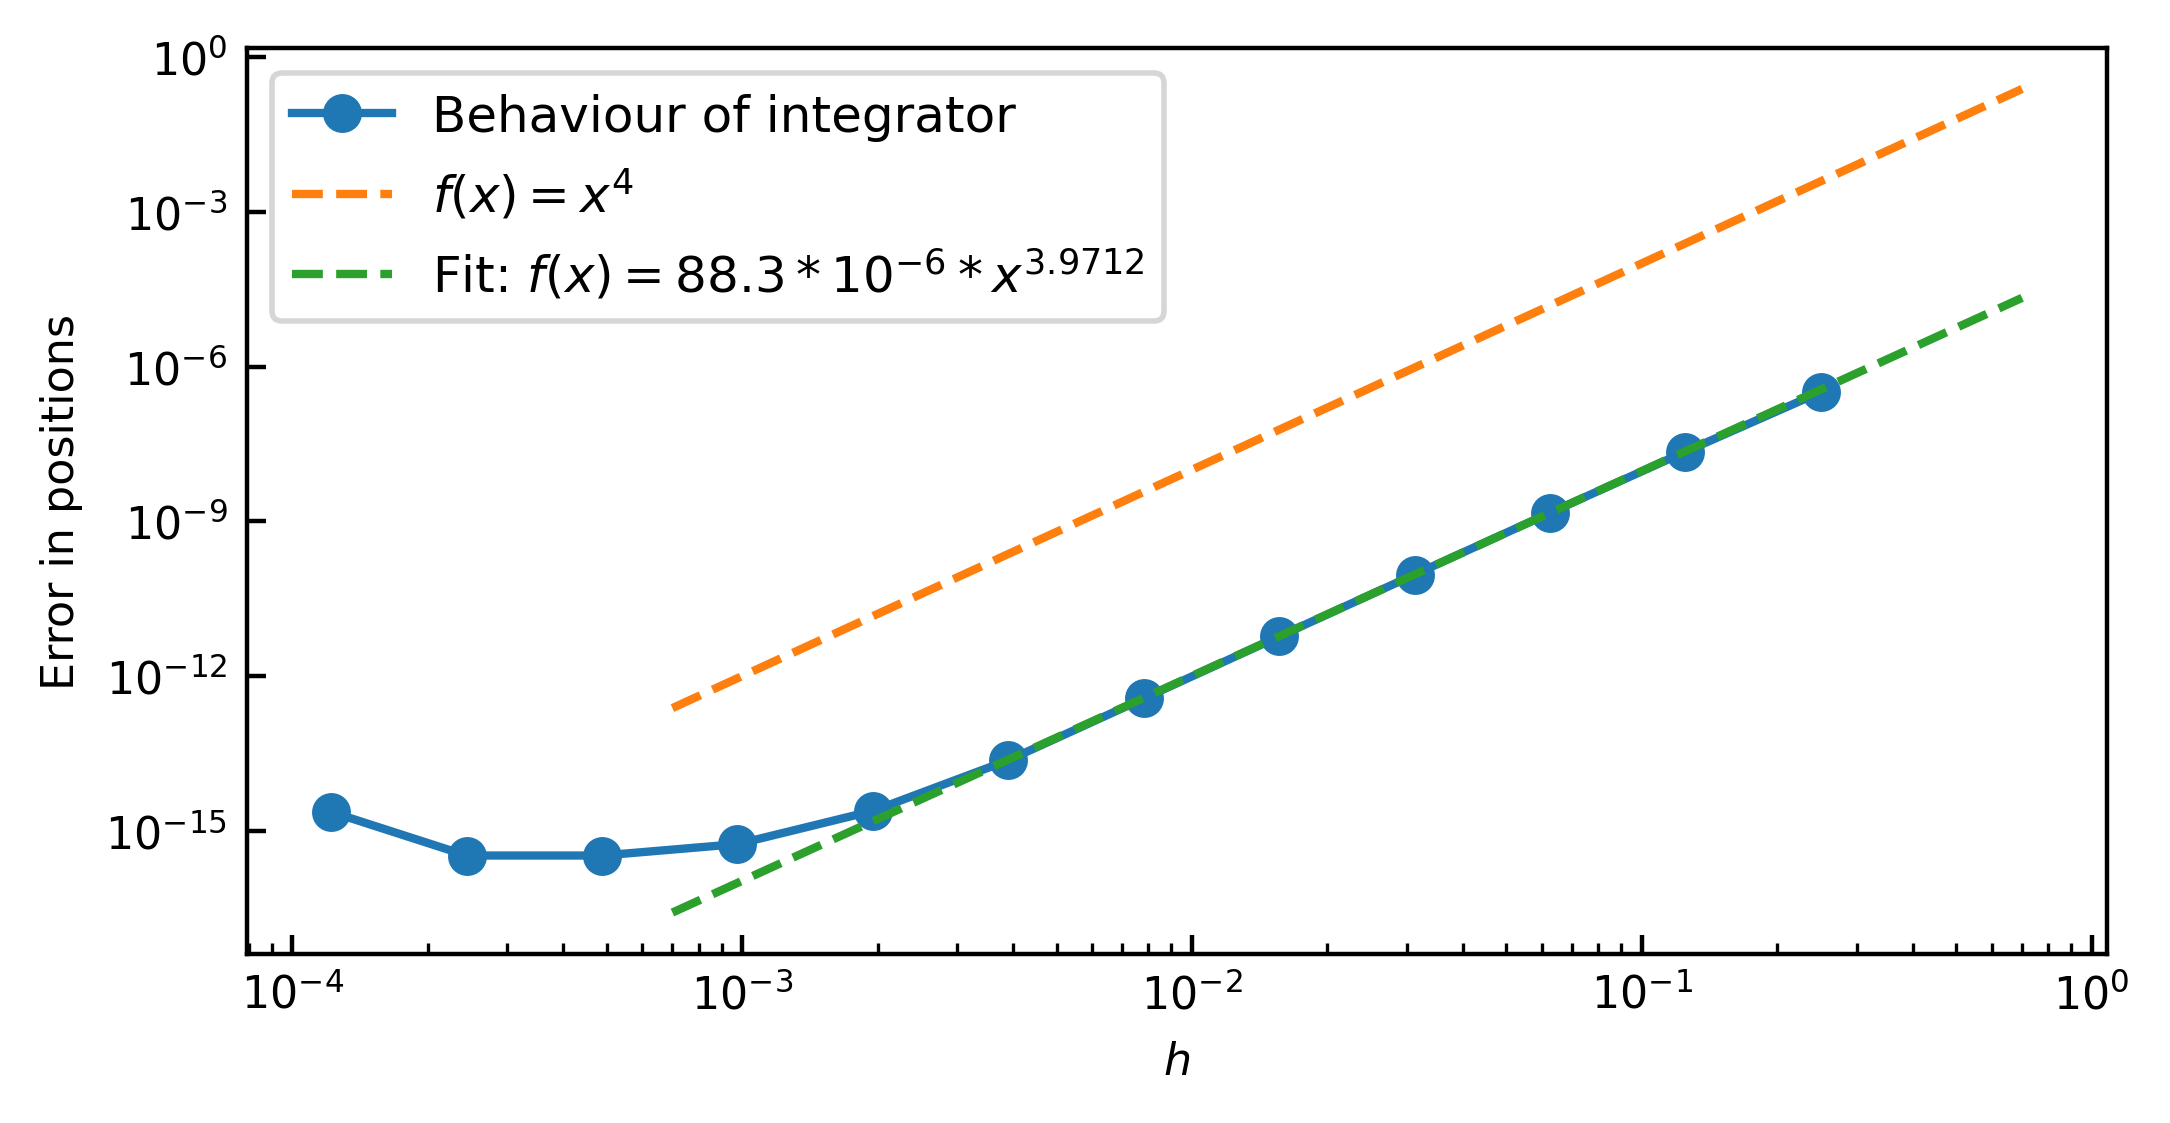 10⁰
10⁻³
10⁻⁶
10⁻⁹
10⁻¹²
10⁻¹⁵
Error in positions
Behaviour of integrator
f(x) = x⁴
Fit: f(x) = 88.3 * 10⁻⁶ * x³·⁹⁷¹²
10⁻⁴ 10⁻³ 10⁻² 10⁻¹ 10⁰
h